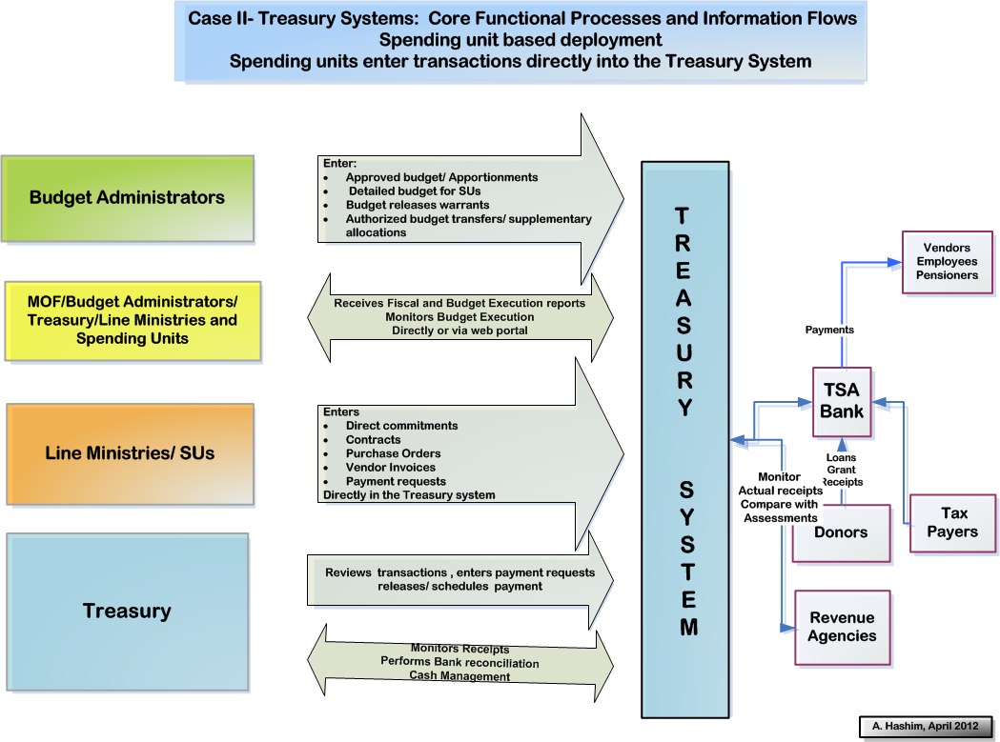 Case II- Treasury Systems: Core Functional Processes and Information Flows
Spending unit based deployment
Spending units enter transactions directly into the Treasury System
Budget Administrators
Enter:
• Approved budget/ Apportionments
• Detailed budget for SUs
• Budget releases warrants
• Authorized budget transfers/ supplementary
allocations
MOF/Budget Administrators/
Treasury/Line Ministries and
Spending Units
Receives Fiscal and Budget Execution reports
Monitors Budget Execution
Directly or via web portal
Line Ministries/ SUs
Enters
• Direct commitments
• Contracts
• Purchase Orders
• Vendor Invoices
• Payment requests
Directly in the Treasury system
Treasury
Reviews transactions , enters payment requests
releases/ schedules payment
Monitors Receipts
Performs Bank reconciliation
Cash Management
TREASURY
SYSTEM
Vendors
Employees
Pensioners
Payments
TSA
Bank
Loans
Grant
Receipts
Monitor
Actual receipts
Compare with
Assessments
Donors
Tax
Payers
Revenue
Agencies
A. Hashim, April 2012